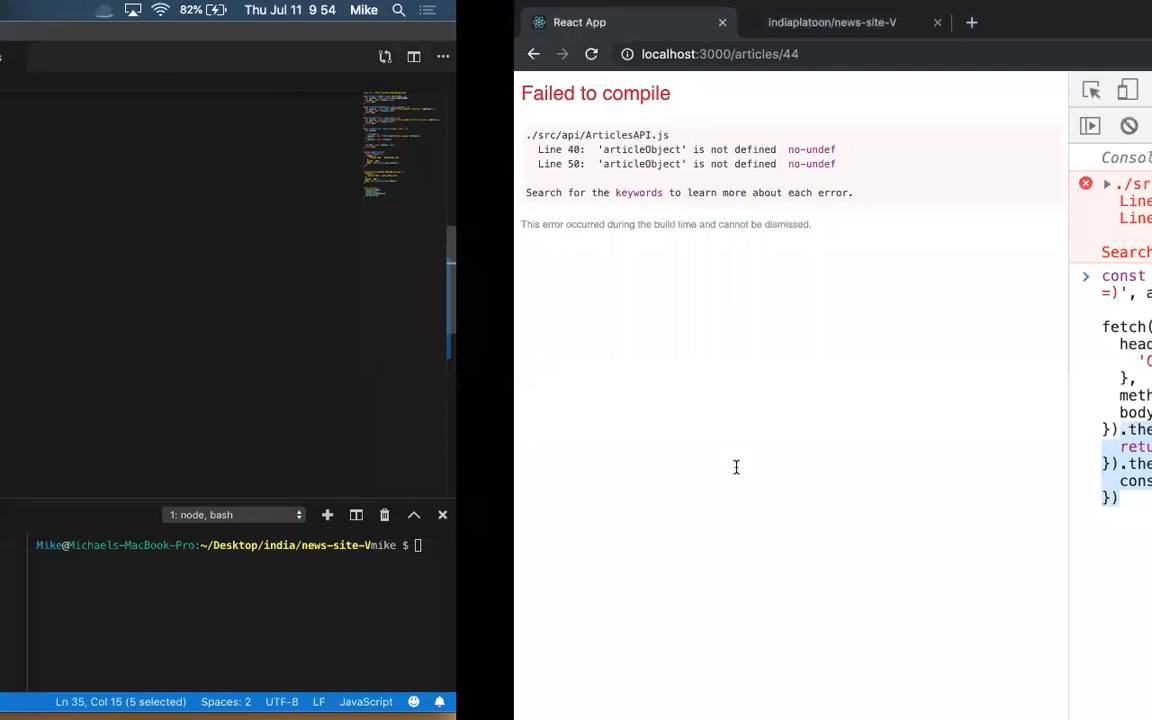 82% Thu Jul 11 9 54 Mike
React App
indiaplatoon/news-site-V
localhost:3000/articles/44
Failed to compile
./src/api/ArticlesAPI.js
Line 40: 'articleObject' is not defined no-undef
Line 50: 'articleObject' is not defined no-undef
Search for the keywords to learn more about each error.
This error occurred during the build time and cannot be dismissed.
Consol
./sr
Line
Line
Search
const
=)', a
fetch(
head
'C
},
meth
body
}).the
retu
}).the
cons
})
1: node, bash
Mike@Michaels-MacBook-Pro:~/Desktop/india/news-site-Vmike $
Ln 35, Col 15 (5 selected) Spaces: 2 UTF-8 LF JavaScript